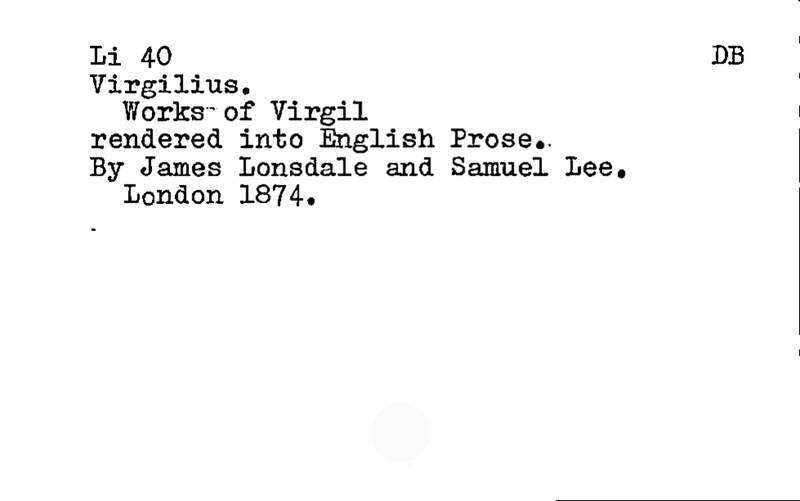 Li 40 DB
Virgilius.
Works of Virgil
rendered into English Prose.
By James Lonsdale and Samuel Lee.
London 1874.